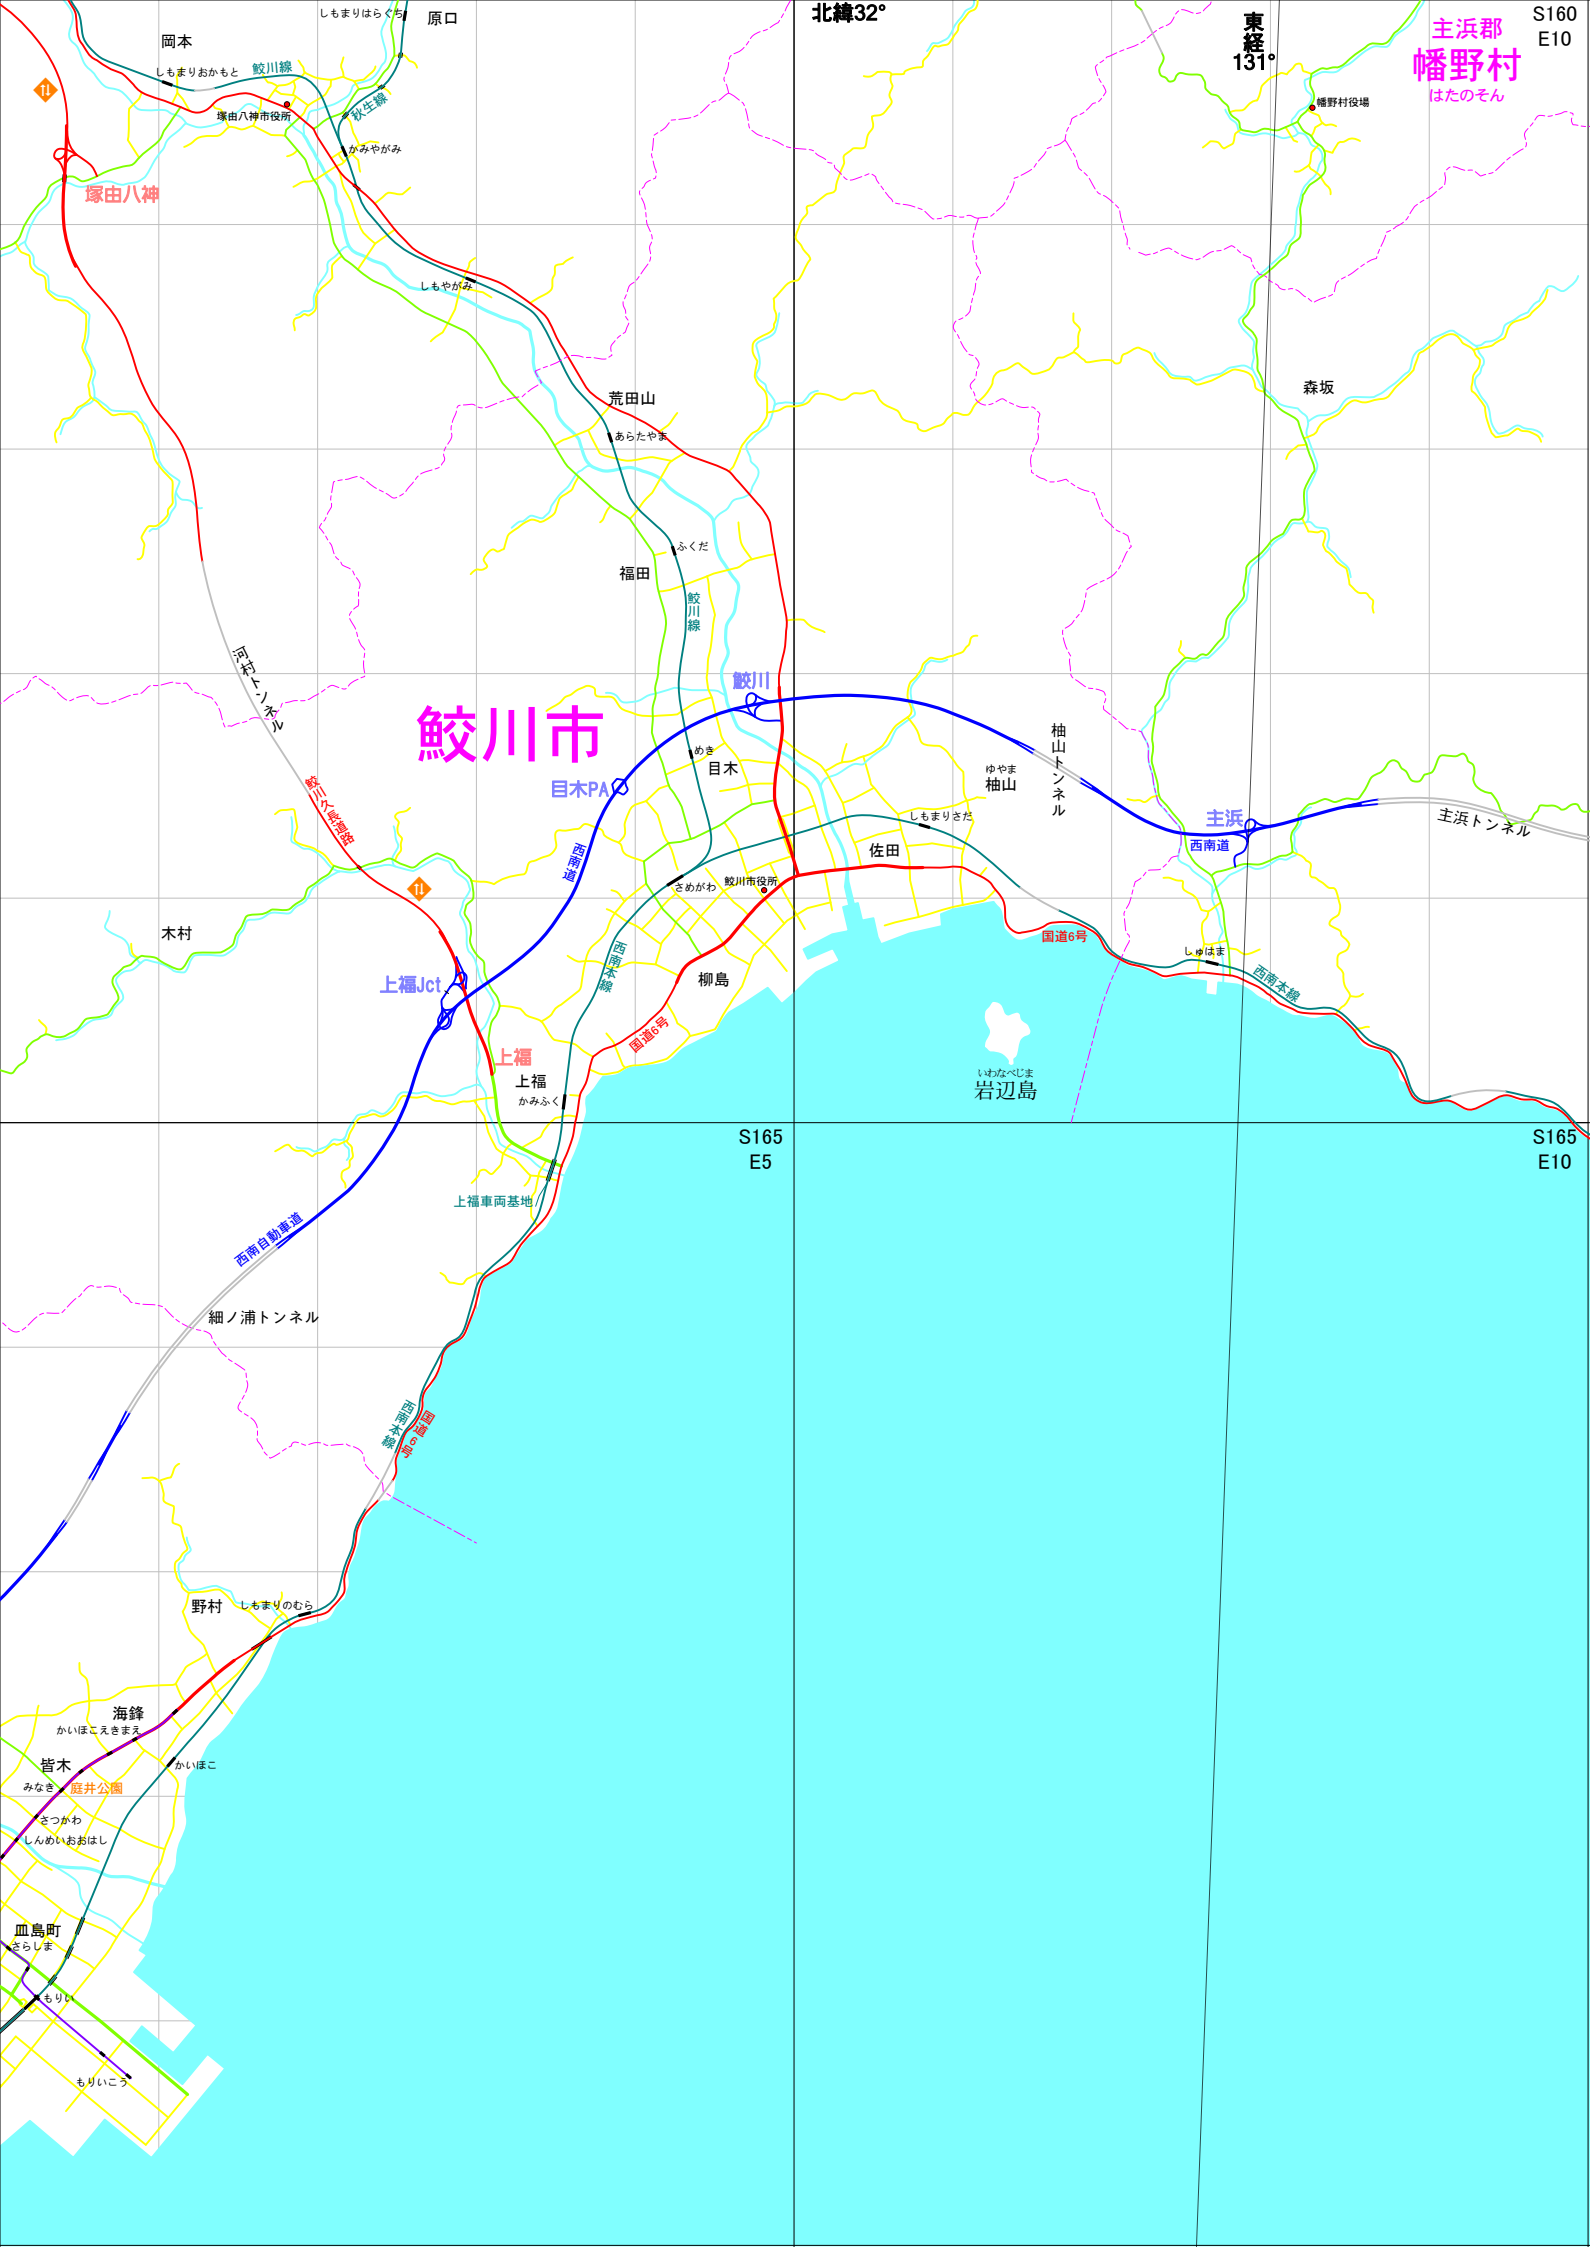 しもまりはらぐち
原口
北緯32°
東経
131°
S160
E10
主浜郡
幡野村
はたのそん
岡本
しもまりおかもと
鮫川線
塚由八神市役所
秋生線
かみやがみ
幡野村役場
塚由八神
しもやがみ
荒田山
あらたやま
森坂
ふくだ
福田
鮫川線
河村トンネル
鮫川
鮫川市
めき
目木
目木PA
ゆやま
柚山
柚山トンネル
鮫川久長道路
しもまりさだ
主浜
西南道
主浜トンネル
西南道
佐田
さめがわ
鮫川市役所
木村
西南本線
国道6号
しゅはま
西南本線
柳島
上福Jct
国道6号
上福
上福
かみふく
いわなべじま
岩辺島
S165
E5
S165
E10
上福車両基地
西南自動車道
細ノ浦トンネル
西南本線
国道6号
野村
しもまりのむら
海鋒
かいほこえきまえ
かいほこ
皆木
みなき
庭井公園
さつかわ
しんめいおおはし
皿島町
さらしま
もりい
もりいこう